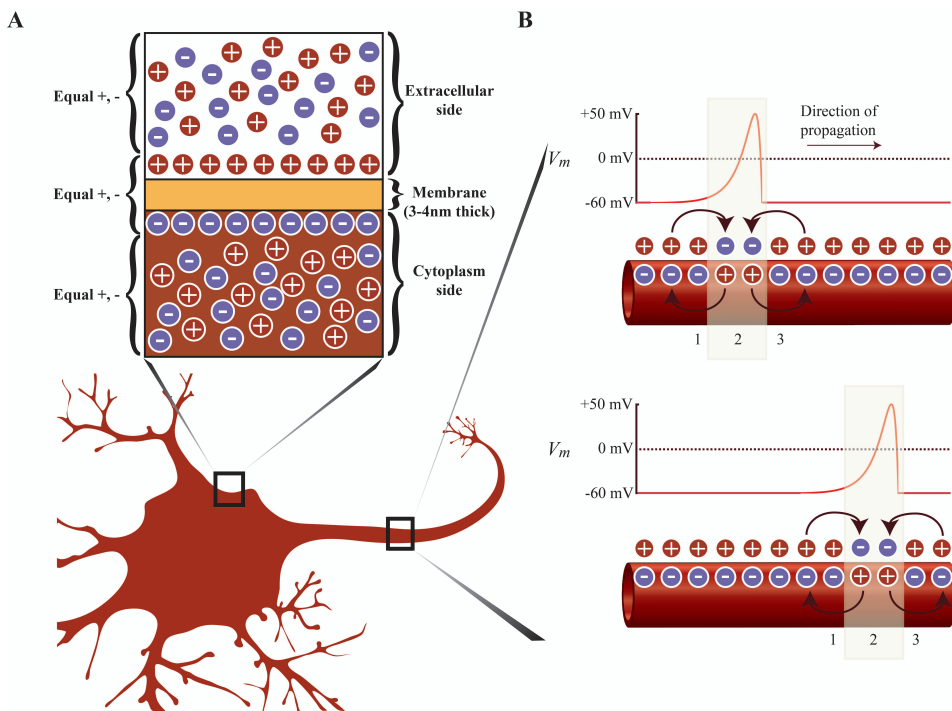 A
Equal +, -
Equal +, -
Equal +, -
Extracellular
side
Membrane
(3-4nm thick)
Cytoplasm
side
B
+50 mV
Vm
0 mV
-60 mV
Direction of
propagation
1 2 3
+50 mV
Vm
0 mV
-60 mV
1 2 3